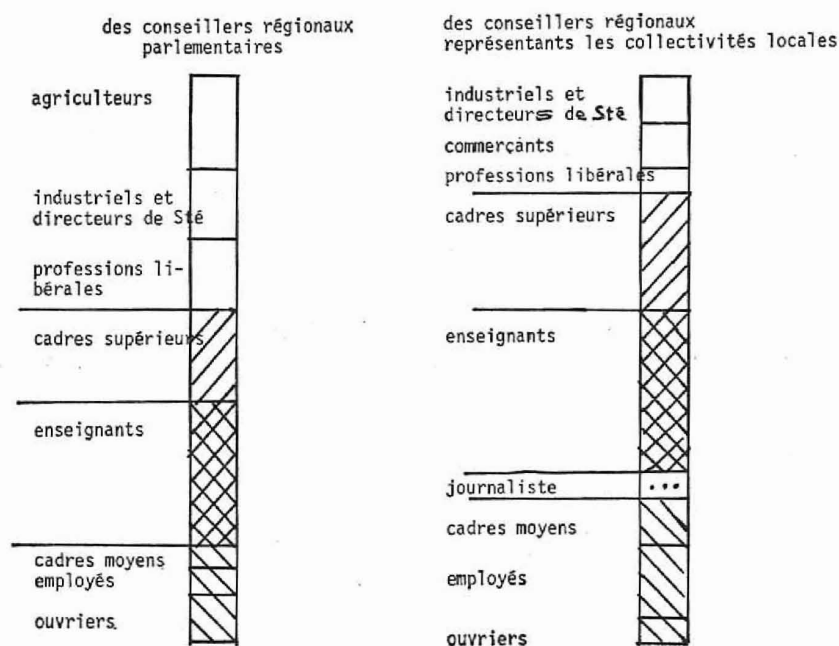 des conseillers régionaux
parlementaires
agriculteurs
industriels et
directeurs de Sté
professions li-
bérales
cadres supérieurs
enseignants
cadres moyens
employés
ouvriers
des conseillers régionaux
représentants les collectivités locales
industriels et
directeurs de Sté
commerçants
professions libérales
cadres supérieurs
enseignants
journaliste
cadres moyens
employés
ouvriers